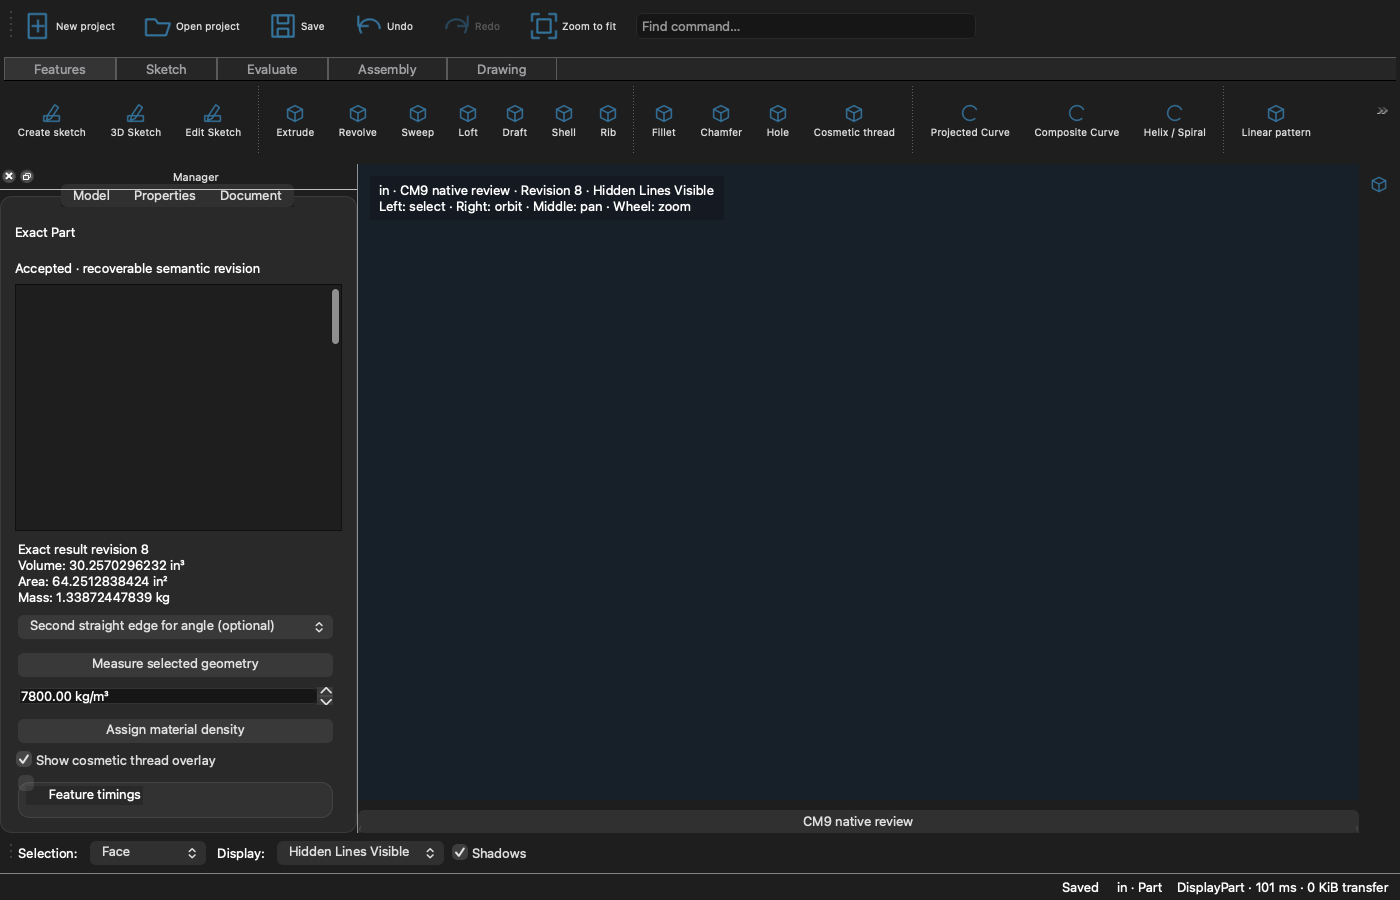 New project
Open project
Save
Undo
Redo
Zoom to fit
Find command...
Features
Sketch
Evaluate
Assembly
Drawing
Create sketch
3D Sketch
Edit Sketch
Extrude
Revolve
Sweep
Loft
Draft
Shell
Rib
Fillet
Chamfer
Hole
Cosmetic thread
Projected Curve
Composite Curve
Helix / Spiral
Linear pattern
Manager
Model
Properties
Document
Exact Part
Accepted · recoverable semantic revision
Exact result revision 8
Volume: 30.2570296232 in³
Area: 64.2512838424 in²
Mass: 1.33872447839 kg
Second straight edge for angle (optional)
Measure selected geometry
7800.00 kg/m³
Assign material density
Show cosmetic thread overlay
Feature timings
in · CM9 native review · Revision 8 · Hidden Lines Visible
Left: select · Right: orbit · Middle: pan · Wheel: zoom
CM9 native review
Selection:
Face
Display:
Hidden Lines Visible
Shadows
Saved
in · Part
DisplayPart · 101 ms · 0 KiB transfer